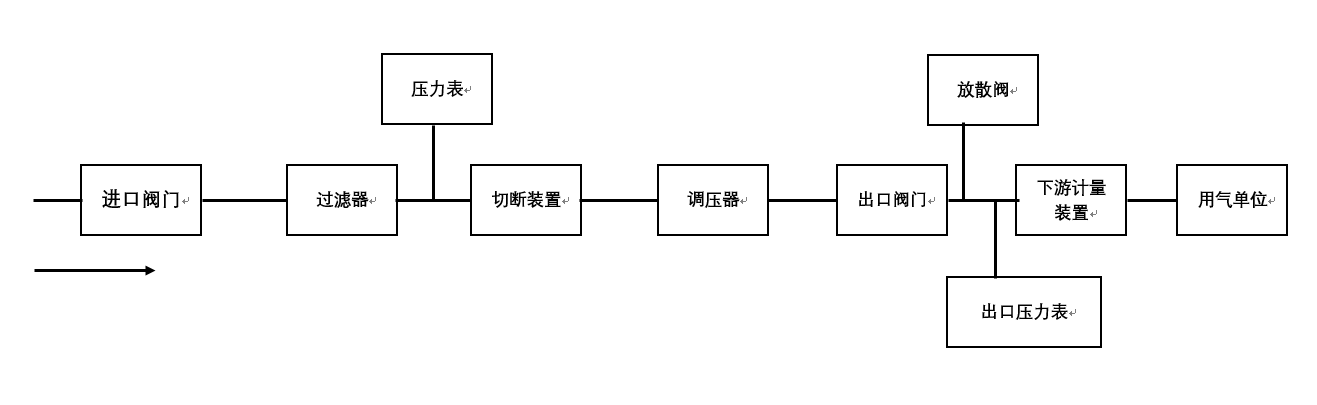 压力表
放散阀
进口阀门
过滤器
切断装置
调压器
出口阀门
下游计量
装置
用气单位
出口压力表